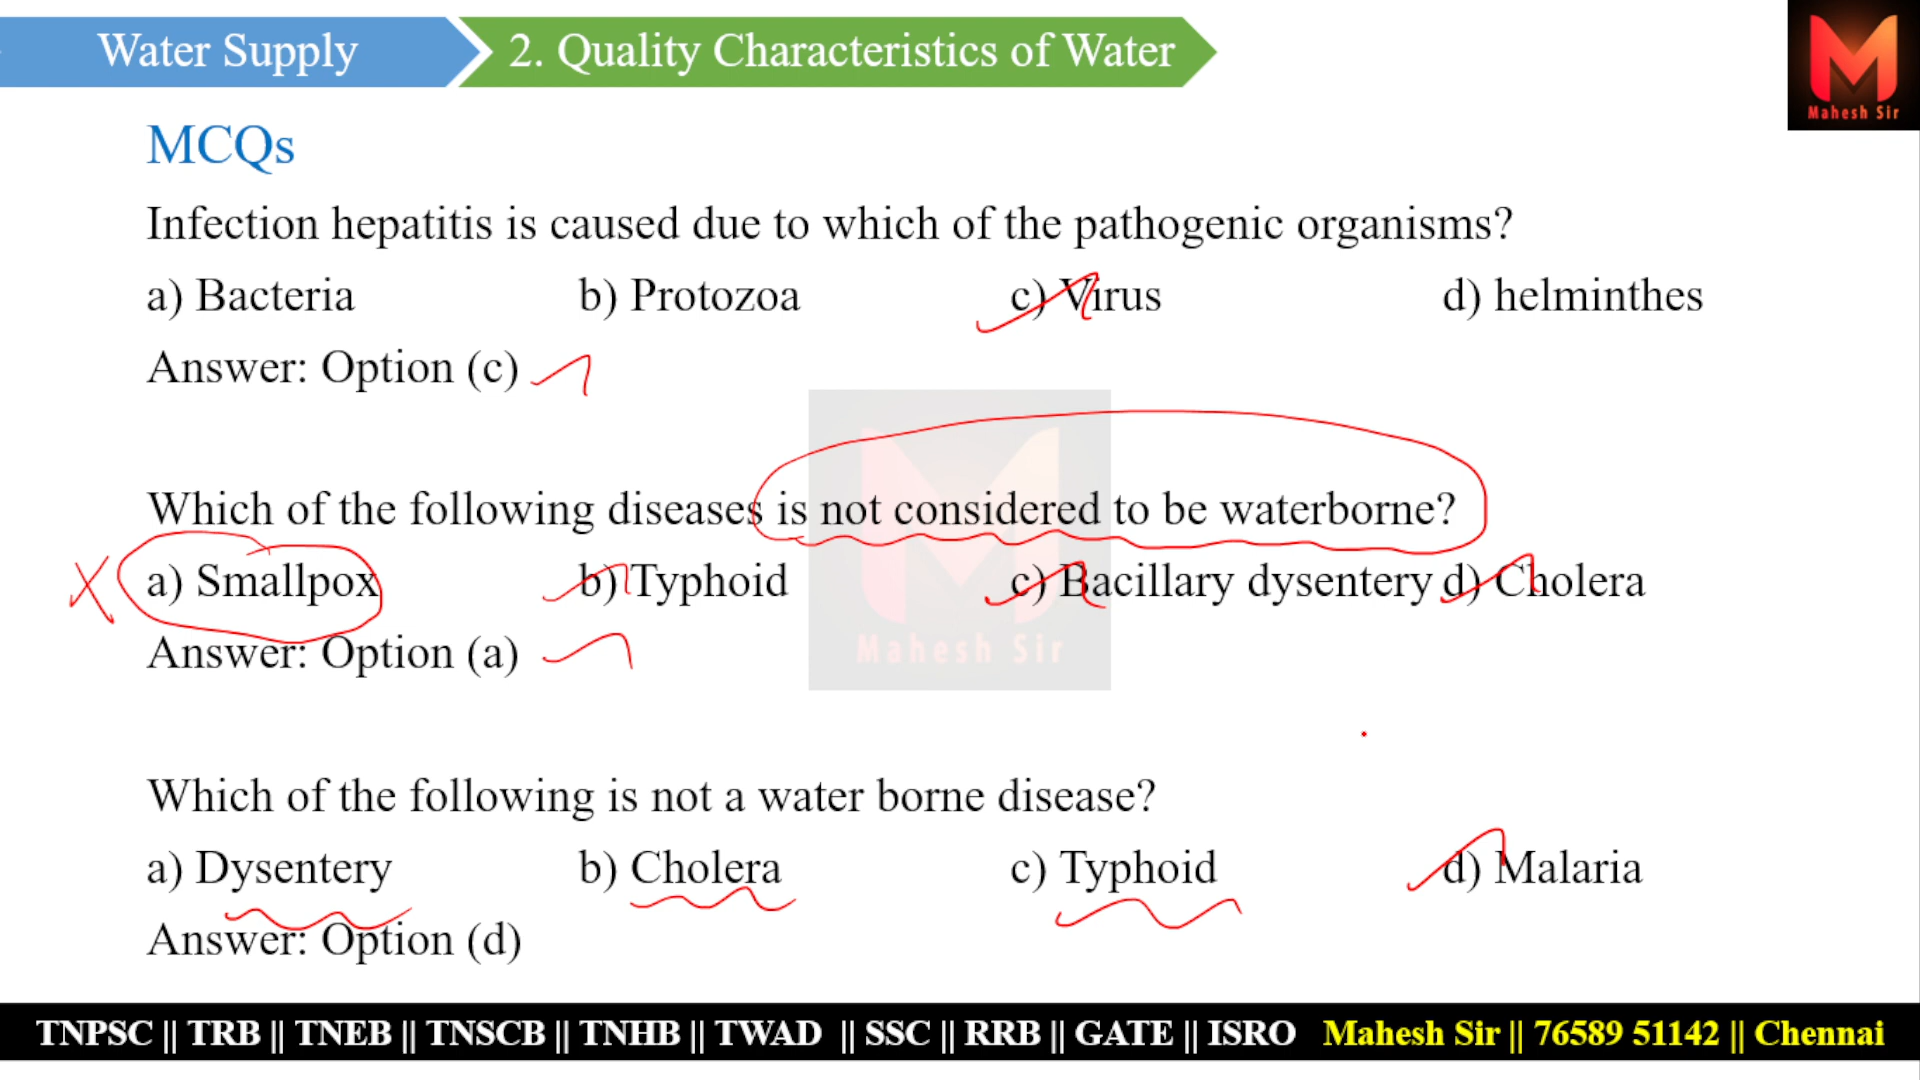 Water Supply
2. Quality Characteristics of Water
Mahesh Sir
MCQs
Infection hepatitis is caused due to which of the pathogenic organisms?
a) Bacteria b) Protozoa c) Virus d) helminthes
Answer: Option (c)
Which of the following diseases is not considered to be waterborne?
a) Smallpox b) Typhoid c) Bacillary dysentery d) Cholera
Answer: Option (a)
Mahesh Sir
Which of the following is not a water borne disease?
a) Dysentery b) Cholera c) Typhoid d) Malaria
Answer: Option (d)
TNPSC || TRB || TNEB || TNSCB || TNHB || TWAD || SSC || RRB || GATE || ISRO Mahesh Sir || 76589 51142 || Chennai